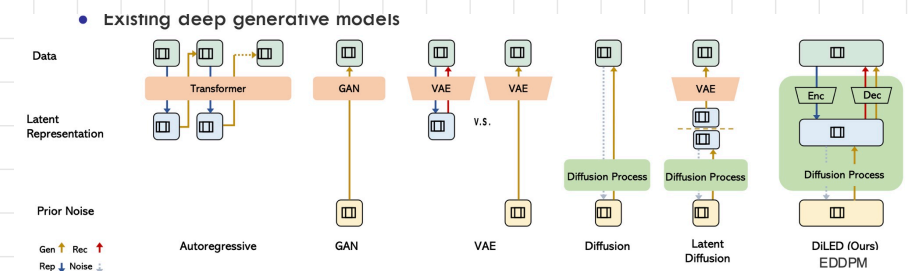 • Existing deep generative models
Data
Transformer
GAN
VAE
VAE
VAE
Enc
Dec
Latent
Representation
V.S.
Diffusion Process
Diffusion Process
Diffusion Process
Prior Noise
Gen Rec
Rep Noise
Autoregressive
GAN
VAE
Diffusion
Latent
Diffusion
DiLED (Ours)
EDDPM